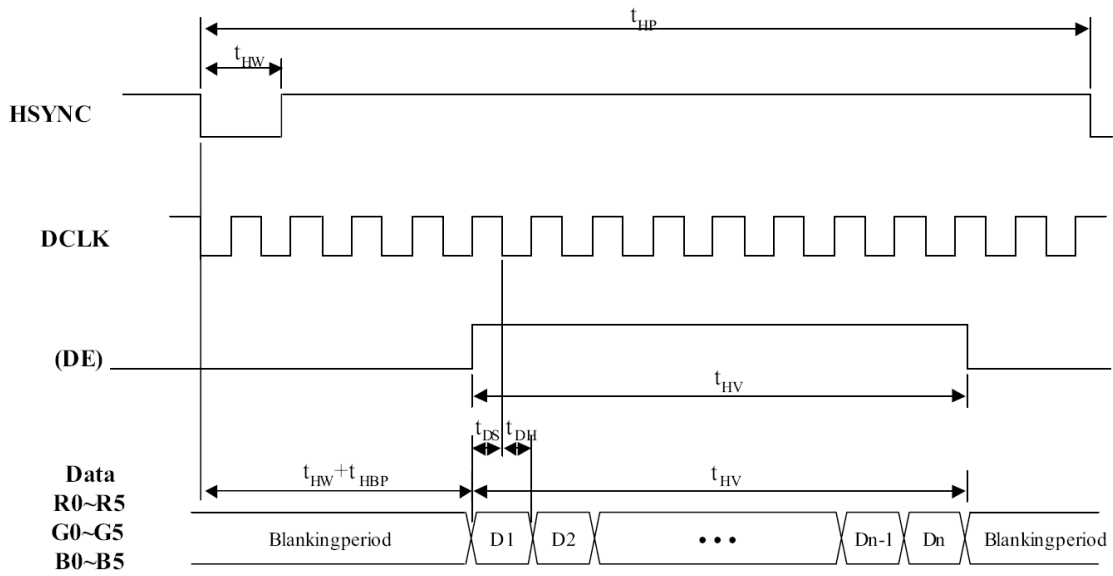 tHP
tHW
HSYNC
DCLK
(DE)
tHV
tDS tDH
Data
R0~R5
G0~G5
B0~B5
tHW+tHBP
tHV
Blankingperiod D1 D2 ••• Dn-1 Dn Blankingperiod